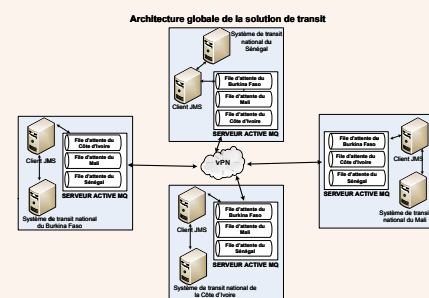 Architecture globale de la solution de transit
Système de transit
national du
Sénégal
Client JMS
File d'attente du
Burkina Faso
File d'attente du
Mali
File d'attente du
Côte d'Ivoire
SERVEUR ACTIVE MQ
Client JMS
File d'attente du
Côte d'Ivoire
File d'attente du
Mali
File d'attente du
Sénégal
SERVEUR ACTIVE MQ
Système de transit national
du Burkina Faso
VPN
File d'attente du
Burkina Faso
File d'attente du
Côte d'Ivoire
File d'attente du
Sénégal
SERVEUR ACTIVE MQ
Client JMS
Système de transit
national du Mali
Client JMS
File d'attente du
Burkina Faso
File d'attente du
Mali
File d'attente du
Sénégal
SERVEUR ACTIVE MQ
Système de transit national de
la Côte d'Ivoire